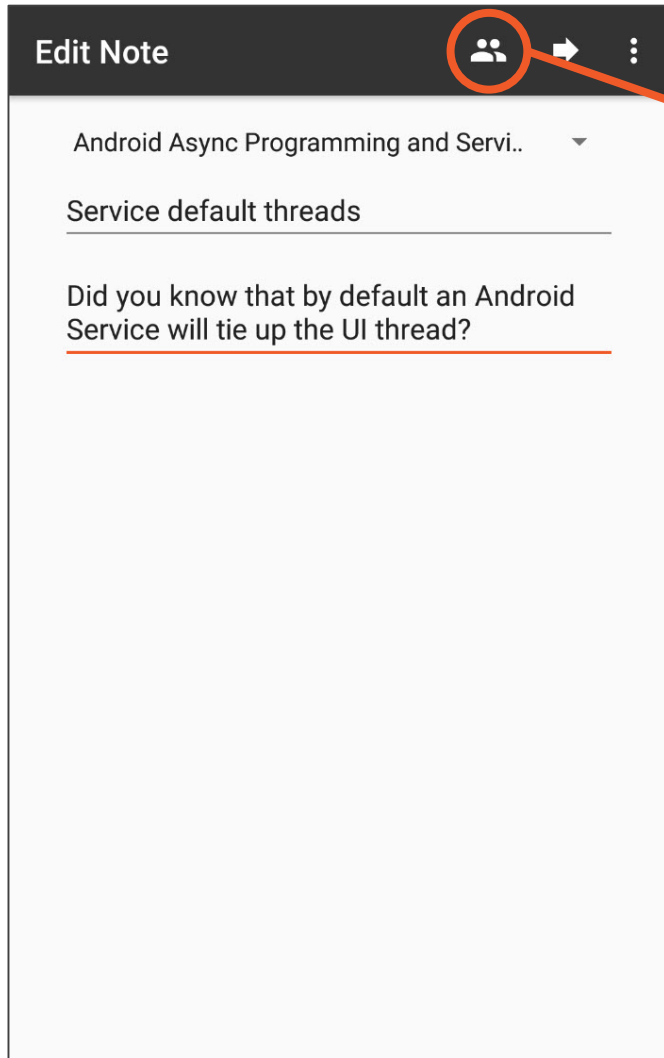 Edit Note
Android Async Programming and Servi..
Service default threads
Did you know that by default an Android
Service will tie up the UI thread?